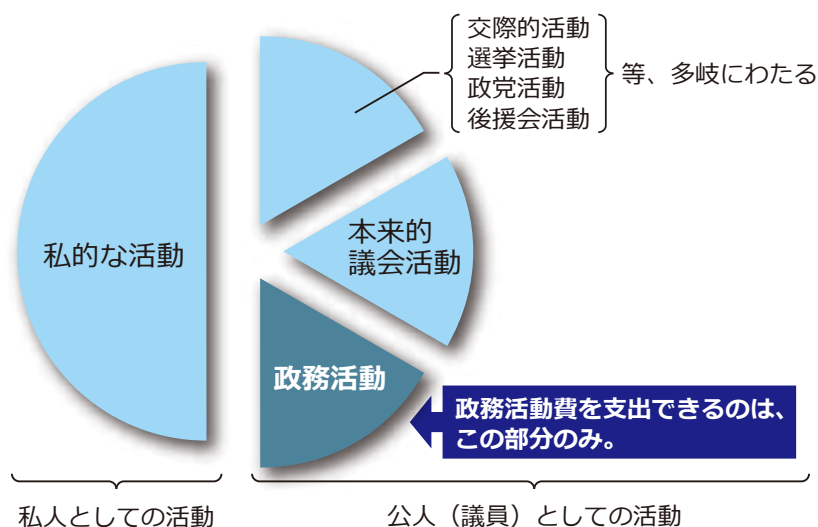 交際的活動
選挙活動
政党活動
後援会活動
等、多岐にわたる
私的な活動
本来的
議会活動
政務活動
政務活動費を支出できるのは、
この部分のみ。
私人としての活動
公人（議員）としての活動